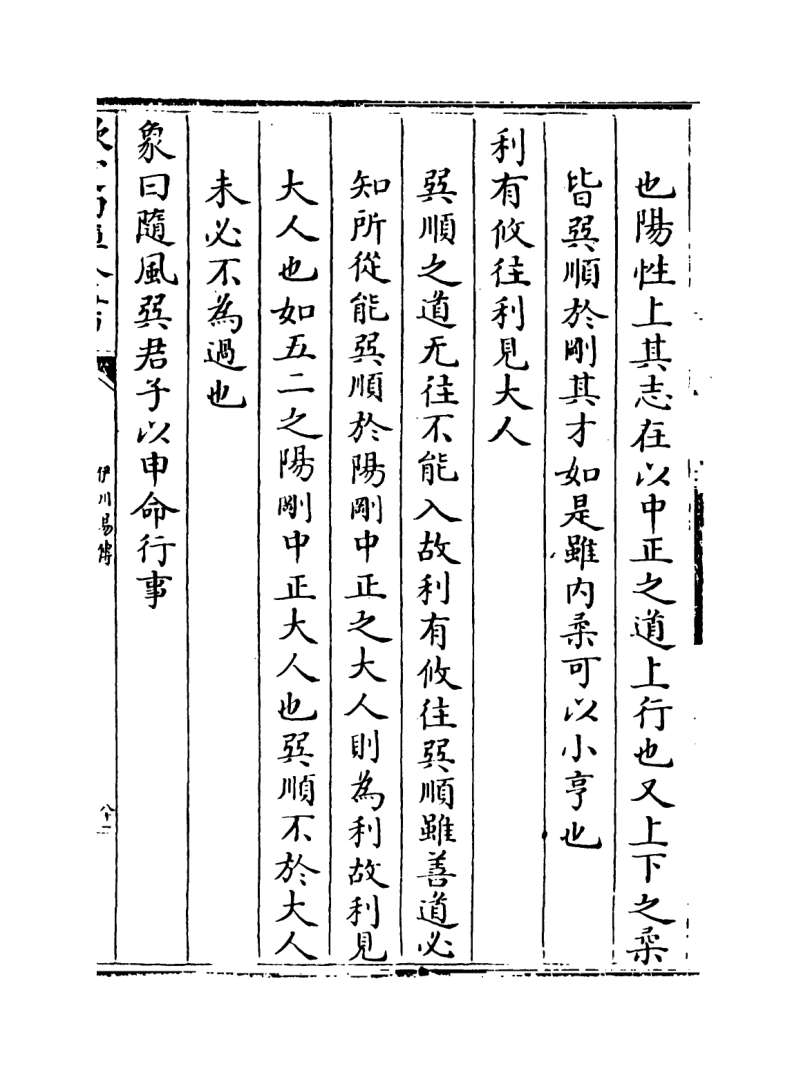 也陽性上其志在以中正之道上行也又上下之柔
皆巽順於剛其才如是雖内柔可以小亨也
利有攸往利見大人
巽順之道无往不能入故利有攸往巽順雖善道必
知所從能巽順於陽剛中正之大人則為利故利見
大人也如五二之陽剛中正大人也巽順不於大人
未必不為過也
象曰隨風巽君子以申命行事
伊川易傳